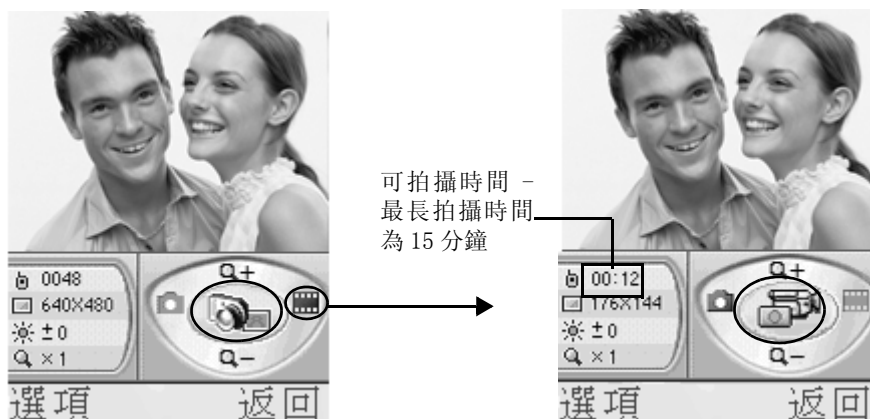 可拍攝時間 –
最長拍攝時間
為 15 分鐘
0048
640X480
±0
×1
選項
返回
00:12
176X144
±0
×1
選項
返回